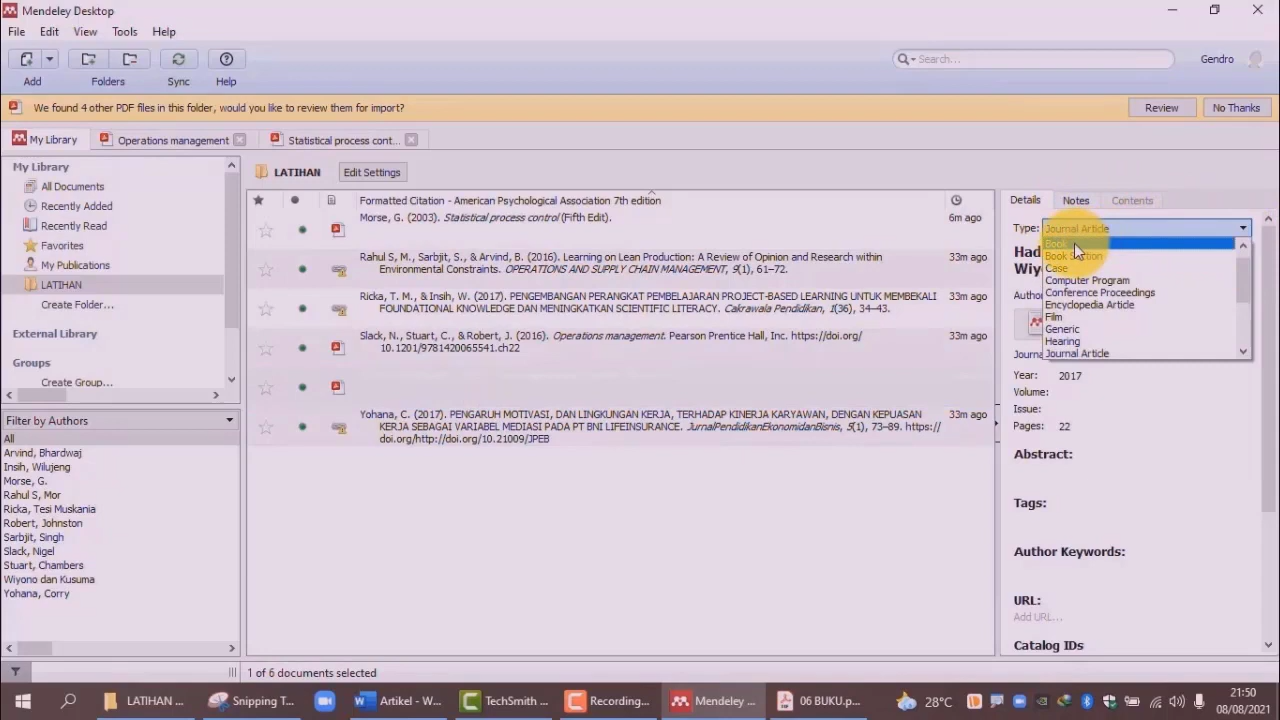 Mendeley Desktop
File Edit View Tools Help
Search...
Gendro
Add Folders Sync Help
We found 4 other PDF files in this folder, would you like to review them for import?
Review
No Thanks
My Library
Operations management
Statistical process cont...
My Library
All Documents
Recently Added
Recently Read
Favorites
My Publications
LATIHAN
Create Folder...
External Library
Groups
Create Group...
Filter by Authors
All
Arvind, Bhardwaj
Insih, Wilujeng
Morse, G.
Rahul S, Mor
Ricka, Tesi Muskania
Robert, Johnston
Sarbjit, Singh
Slack, Nigel
Stuart, Chambers
Wiyono dan Kusuma
Yohana, Corry
LATIHAN
Edit Settings
Formatted Citation - American Psychological Association 7th edition
Morse, G. (2003). Statistical process control (Fifth Edit).
6m ago
Rahul S, M., Sarbjit, S., & Arvind, B. (2016). Learning on Lean Production: A Review of Opinion and Research within
Environmental Constraints. OPERATIONS AND SUPPLY CHAIN MANAGEMENT, 9(1), 61–72.
33m ago
Ricka, T. M., & Insih, W. (2017). PENGEMBANGAN PERANGKAT PEMBELAJARAN PROJECT-BASED LEARNING UNTUK MEMBEKALI
FOUNDATIONAL KNOWLEDGE DAN MENINGKATKAN SCIENTIFIC LITERACY. Cakrawala Pendidikan, 1(36), 34–43.
33m ago
Slack, N., Stuart, C., & Robert, J. (2016). Operations management. Pearson Prentice Hall, Inc. https://doi.org/
10.1201/9781420065541.ch22
33m ago
Yohana, C. (2017). PENGARUH MOTIVASI, DAN LINGKUNGAN KERJA, TERHADAP KINERJA KARYAWAN, DENGAN KEPUASAN
KERJA SEBAGAI VARIABEL MEDIASI PADA PT BNI LIFEINSURANCE. JurnalPendidikanEkonomidanBisnis, 5(1), 73–89. https://
doi.org/http://doi.org/10.21009/JPEB
33m ago
1 of 6 documents selected
Details Notes Contents
Type: Journal Article
Book
Book Section
Case
Computer Program
Conference Proceedings
Encyclopedia Article
Film
Generic
Hearing
Journal Article
Year: 2017
Volume:
Issue:
Pages: 22
Abstract:
Tags:
Author Keywords:
URL:
Add URL...
Catalog IDs
LATIHAN ...
Snipping T...
Artikel - W...
TechSmith ...
Recording...
Mendeley ...
06 BUKU.p...
28°C
21:50
08/08/2021